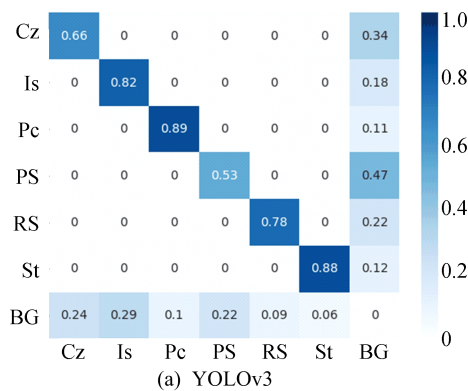 Cz 0.66 0 0 0 0 0 0.34 1.0
Is 0 0.82 0 0 0 0 0.18 0.8
Pc 0 0 0.89 0 0 0 0.11 0.6
PS 0 0 0 0.53 0 0 0.47 0.4
RS 0 0 0 0 0.78 0 0.22
St 0 0 0 0 0 0.88 0.12 0.2
BG 0.24 0.29 0.1 0.22 0.09 0.06 0 0
Cz Is Pc PS RS St BG
(a) YOLOv3